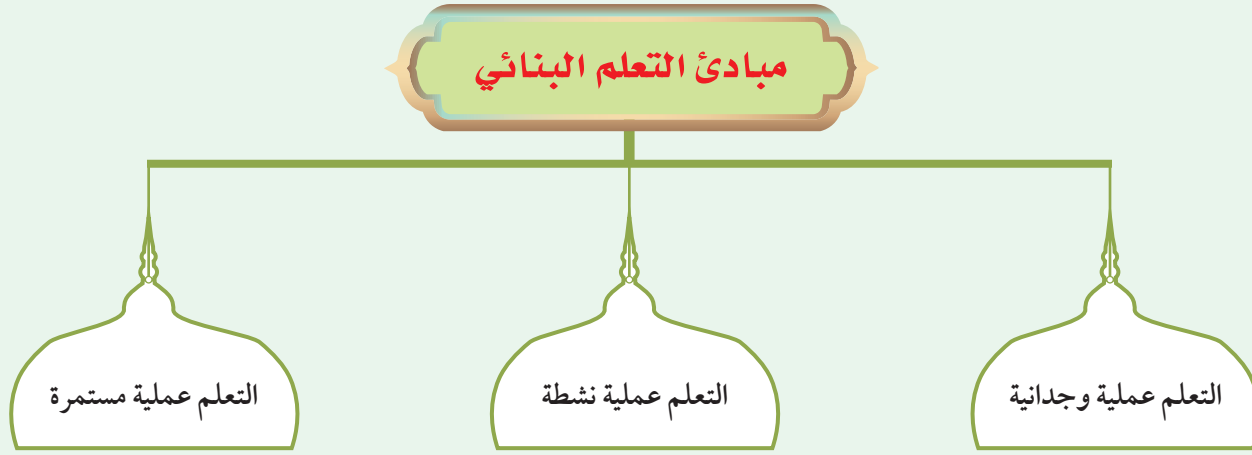 مبادئ التعلم البنائي
التعلم عملية وجدانية
التعلم عملية نشطة
التعلم عملية مستمرة